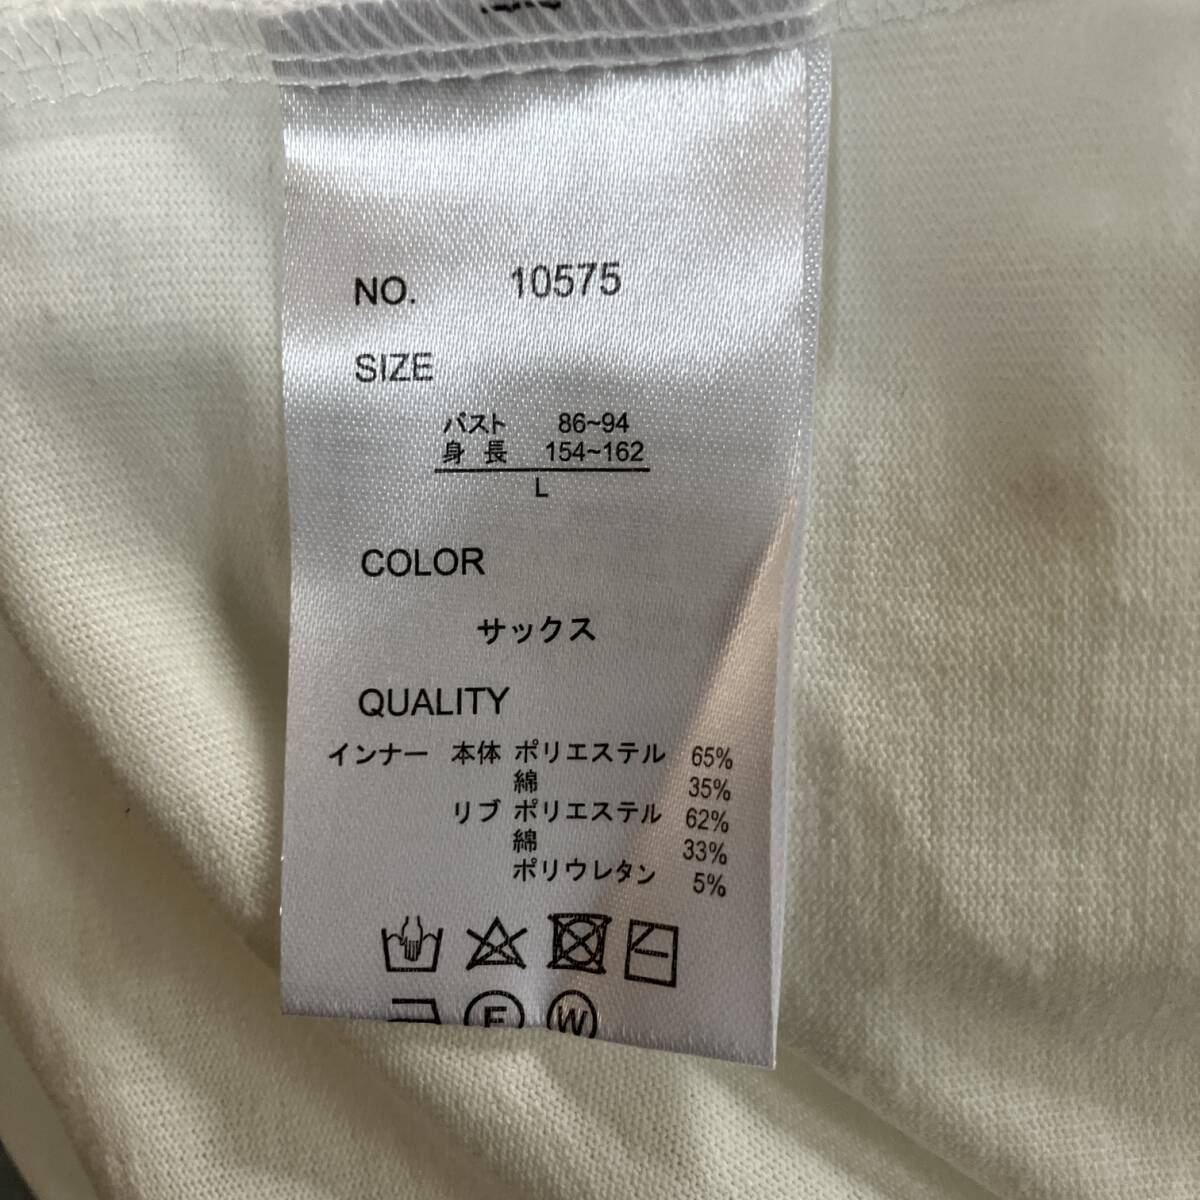 NO. 10575
SIZE
バスト 86~94
身長 154~162
L
COLOR
サックス
QUALITY
インナー 本体 ポリエステル 65%
綿 35%
リブ ポリエステル 62%
綿 33%
ポリウレタン 5%
F W